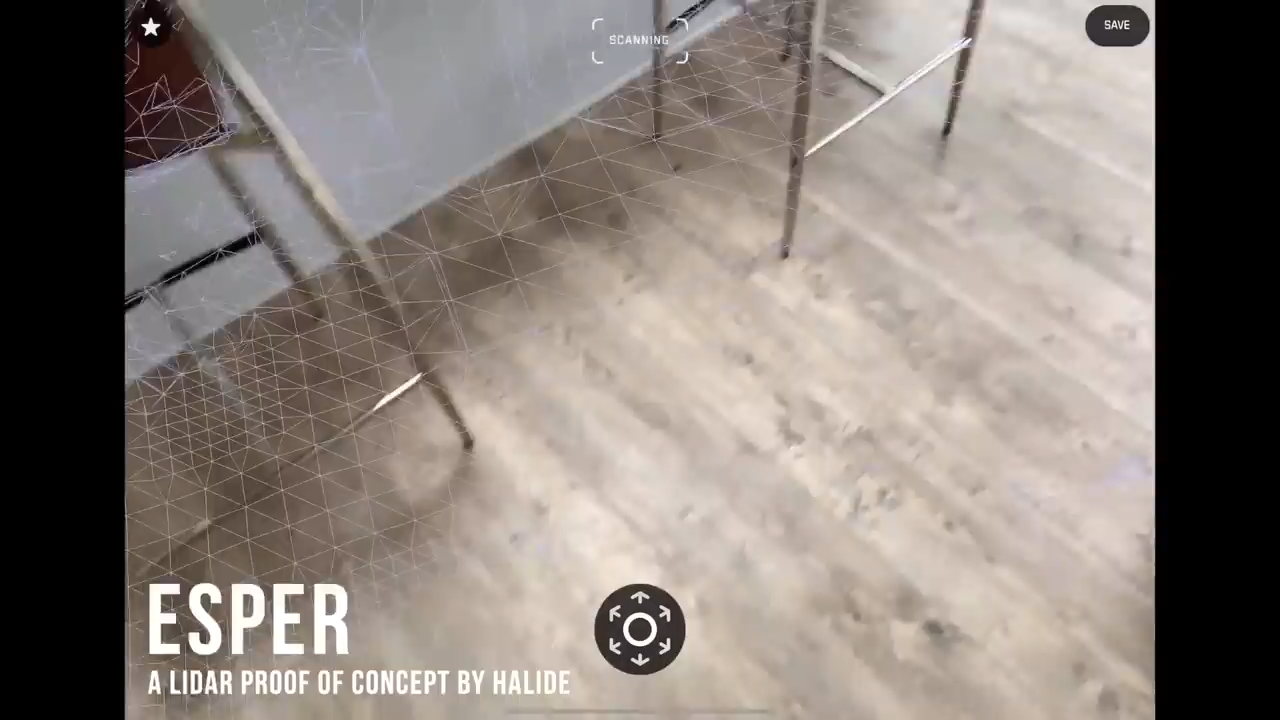 SCANNING
SAVE
ESPER
A LIDAR PROOF OF CONCEPT BY HALIDE